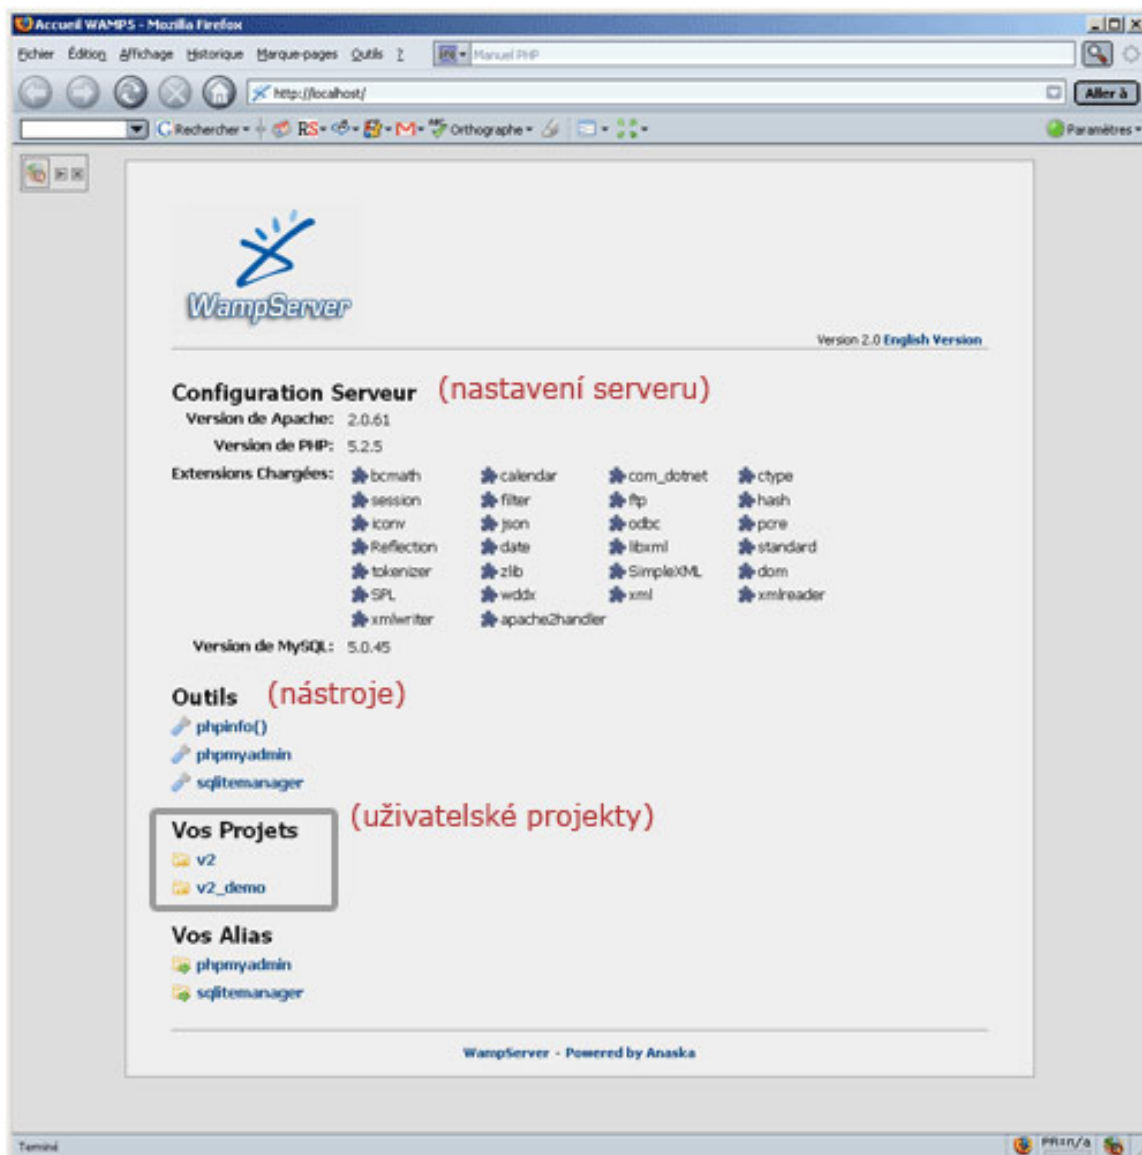 Accueil WAMP5 - Mozilla Firefox
Fichier Édition Affichage Historique Marque-pages Outils ? Manuel PHP
http://localhost/ Aller à
Rechercher RS Orthographe Paramètres
WampServer
Version 2.0 English Version
Configuration Serveur (nastavení serveru)
Version de Apache: 2.0.61
Version de PHP: 5.2.5
Extensions Chargées: bcmath calendar com_dotnet ctype
session filter ftp hash
iconv json odbc pcre
Reflection date libxml standard
tokenizer zlib SimpleXML dom
SPL wddx xml xmlreader
xmlwriter apache2handler
Version de MySQL: 5.0.45
Outils (nástroje)
phpinfo()
phpmyadmin
sqlitemanager
(uživatelské projekty)
Vos Projets
v2
v2_demo
Vos Alias
phpmyadmin
sqlitemanager
WampServer - Powered by Anaska
Terminé PR=n/a